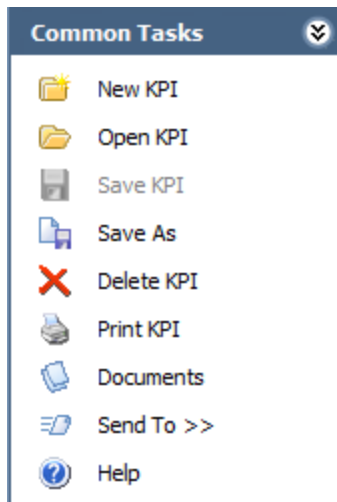 Common Tasks
New KPI
Open KPI
Save KPI
Save As
Delete KPI
Print KPI
Documents
Send To >>
Help